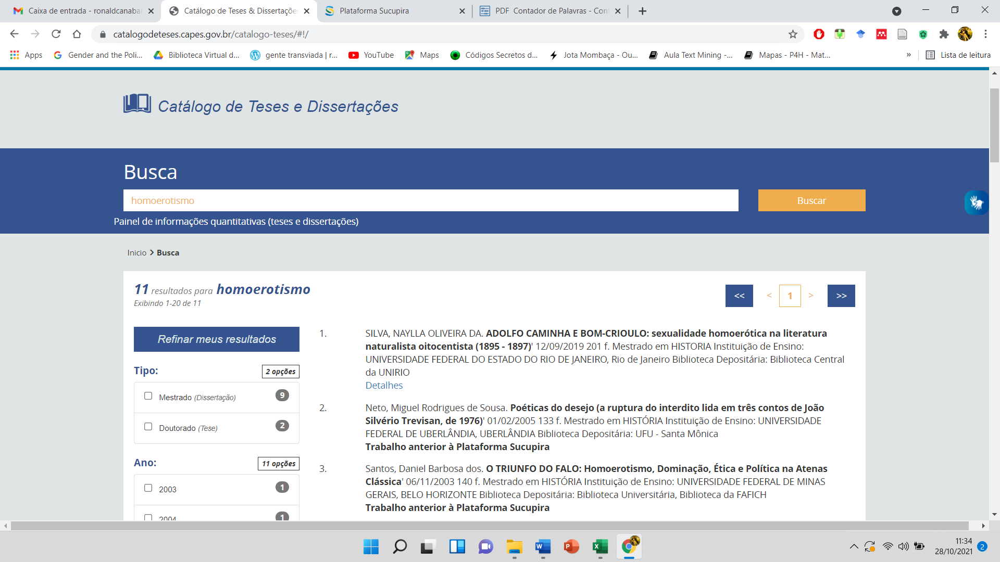 Caixa de entrada - ronaldcanabar
Catálogo de Teses & Dissertaçõe
Plataforma Sucupira
PDF Contador de Palavras - Con
catalogodeteses.capes.gov.br/catalogo-teses/#!/
Apps
Gender and the Poli...
Biblioteca Virtual d...
gente transviada | r...
YouTube
Maps
Códigos Secretos d...
Jota Mombaça - Ou...
Aula Text Mining -...
Mapas - P4H - Mat...
»
Lista de leitura
Catálogo de Teses e Dissertações
Busca
homoerotismo
Buscar
Painel de informações quantitativas (teses e dissertações)
Inicio > Busca
11 resultados para homoerotismo
Exibindo 1-20 de 11
<< < 1 > >>
Refinar meus resultados
Tipo: 2 opções
Mestrado (Dissertação) 9
Doutorado (Tese) 2
Ano: 11 opções
2003 1
2004 1
1. SILVA, NAYLLA OLIVEIRA DA. ADOLFO CAMINHA E BOM-CRIOULO: sexualidade homoerótica na literatura
naturalista oitocentista (1895 - 1897)' 12/09/2019 201 f. Mestrado em HISTORIA Instituição de Ensino:
UNIVERSIDADE FEDERAL DO ESTADO DO RIO DE JANEIRO, Rio de Janeiro Biblioteca Depositária: Biblioteca Central
da UNIRIO
Detalhes
2. Neto, Miguel Rodrigues de Sousa. Poéticas do desejo (a ruptura do interdito lida em três contos de João
Silvério Trevisan, de 1976)' 01/02/2005 133 f. Mestrado em HISTÓRIA Instituição de Ensino: UNIVERSIDADE
FEDERAL DE UBERLÂNDIA, UBERLÂNDIA Biblioteca Depositária: UFU - Santa Mônica
Trabalho anterior à Plataforma Sucupira
3. Santos, Daniel Barbosa dos. O TRIUNFO DO FALO: Homoerotismo, Dominação, Ética e Política na Atenas
Clássica' 06/11/2003 140 f. Mestrado em HISTÓRIA Instituição de Ensino: UNIVERSIDADE FEDERAL DE MINAS
GERAIS, BELO HORIZONTE Biblioteca Depositária: Biblioteca Universitária, Biblioteca da FAFICH
Trabalho anterior à Plataforma Sucupira
11:34
28/10/2021
2